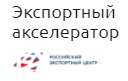 Экспортный
акселератор
РОССИЙСКИЙ
ЭКСПОРТНЫЙ ЦЕНТР